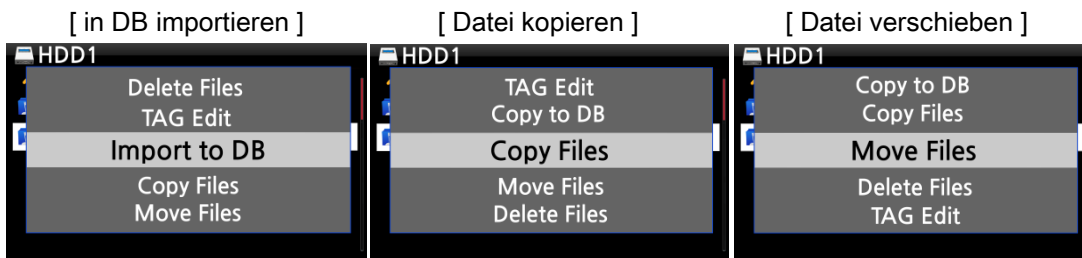 [ in DB importieren ]
[ Datei kopieren ]
[ Datei verschieben ]
HDD1
Delete Files
TAG Edit
Import to DB
Copy Files
Move Files
HDD1
TAG Edit
Copy to DB
Copy Files
Move Files
Delete Files
HDD1
Copy to DB
Copy Files
Move Files
Delete Files
TAG Edit